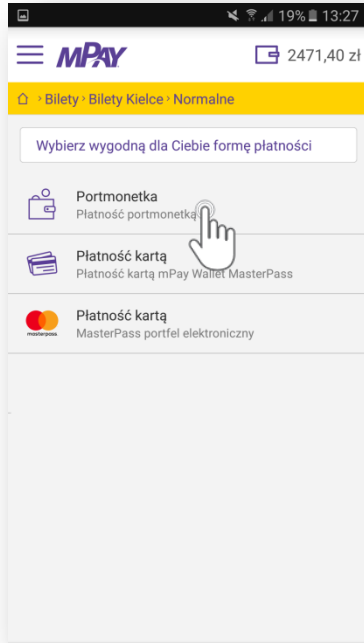 19% 13:27
mPAY 2471,40 zł
› Bilety › Bilety Kielce › Normalne
Wybierz wygodną dla Ciebie formę płatności
Portmonetka
Płatność portmonetką
Płatność kartą
Płatność kartą mPay Wallet MasterPass
Płatność kartą
MasterPass portfel elektroniczny
masterpass